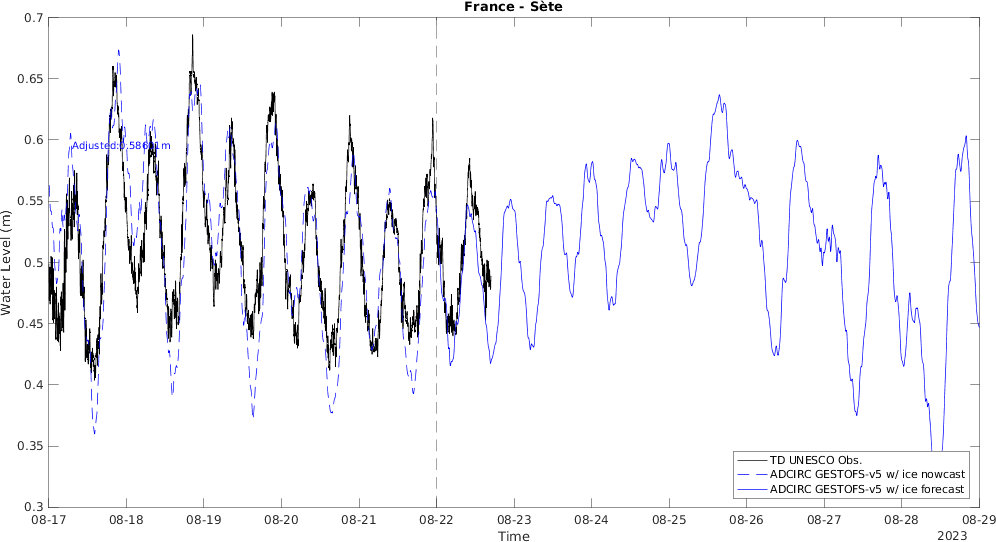 France - Sète
0.7
0.65
0.6
0.55
0.5
0.45
0.4
0.35
0.3
Water Level (m)
TD UNESCO Obs.
ADCIRC GESTOFS-v5 w/ ice nowcast
ADCIRC GESTOFS-v5 w/ ice forecast
08-17 08-18 08-19 08-20 08-21 08-22 08-23 08-24 08-25 08-26 08-27 08-28 08-29
Time
2023